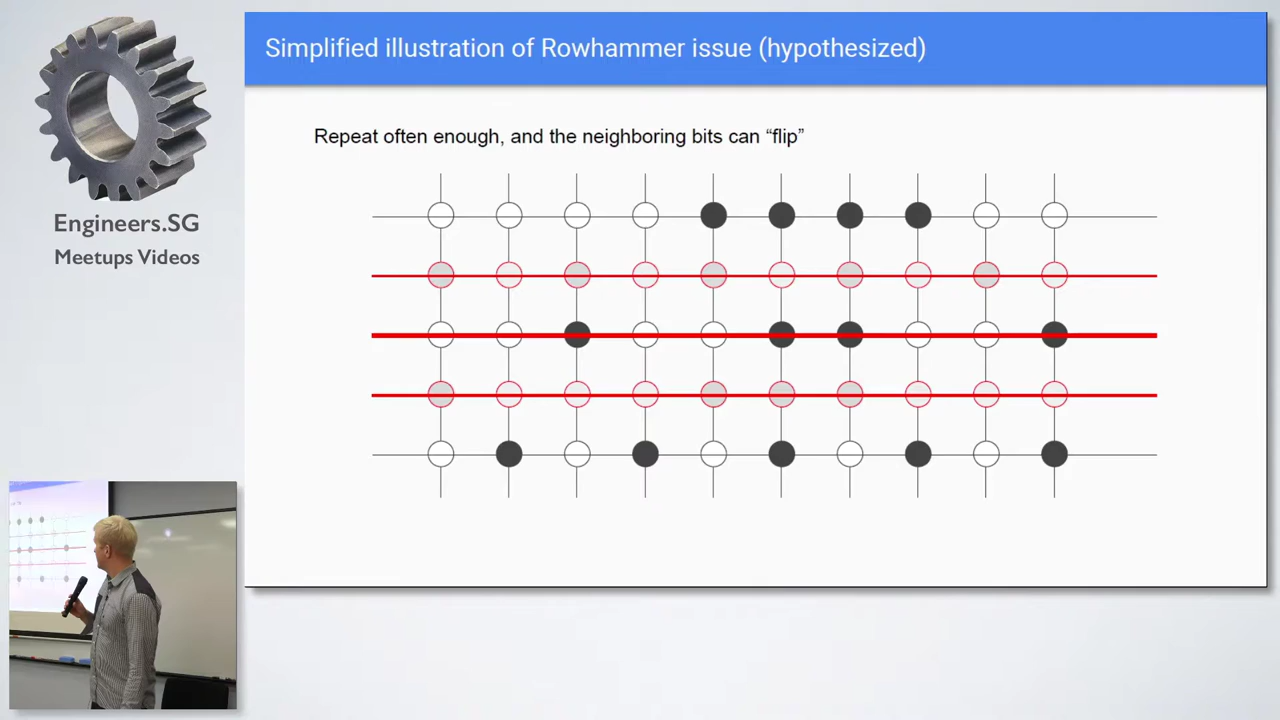 Simplified illustration of Rowhammer issue (hypothesized)
Repeat often enough, and the neighboring bits can “flip”
Engineers.SG
Meetups Videos